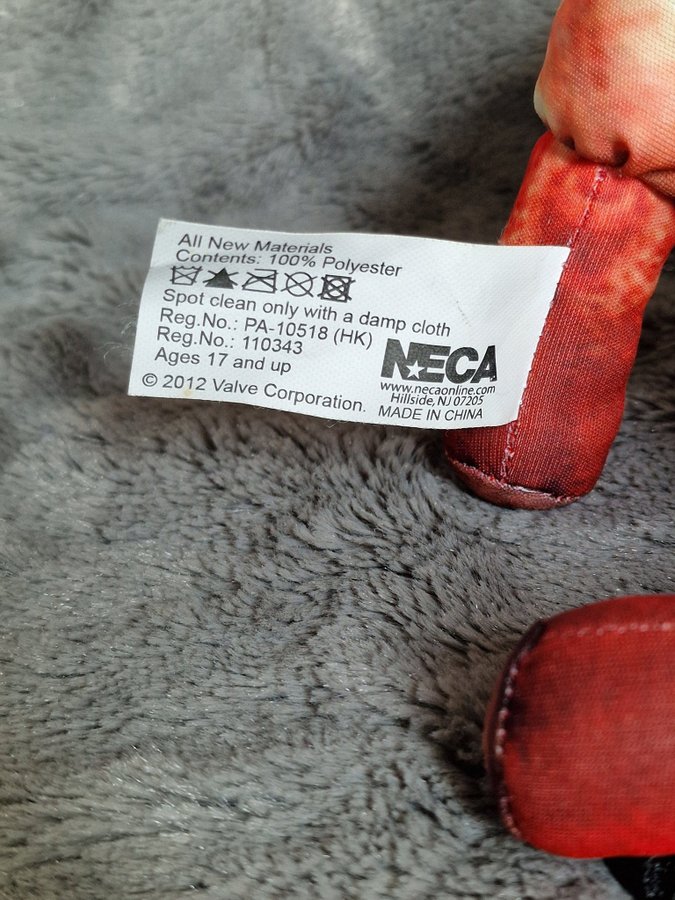 All New Materials
Contents: 100% Polyester
Spot clean only with a damp cloth
Reg.No.: PA-10518 (HK)
Reg.No.: 110343
Ages 17 and up
© 2012 Valve Corporation.
NECA
www.necaonline.com
Hillside, NJ 07205
MADE IN CHINA